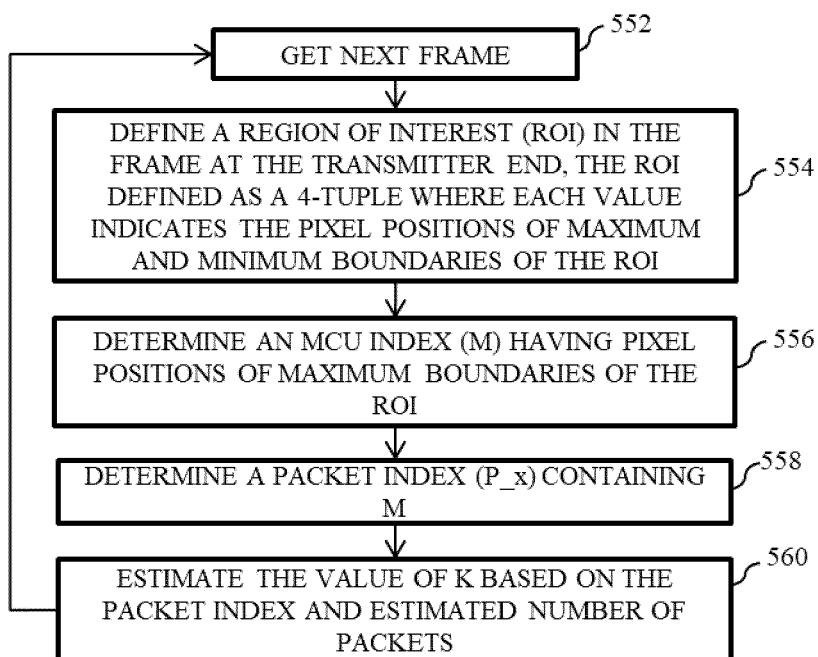 552
GET NEXT FRAME
DEFINE A REGION OF INTEREST (ROI) IN THE
FRAME AT THE TRANSMITTER END, THE ROI
DEFINED AS A 4-TUPLE WHERE EACH VALUE
INDICATES THE PIXEL POSITIONS OF MAXIMUM
AND MINIMUM BOUNDARIES OF THE ROI
554
DETERMINE AN MCU INDEX (M) HAVING PIXEL
POSITIONS OF MAXIMUM BOUNDARIES OF THE
ROI
556
DETERMINE A PACKET INDEX (P_x) CONTAINING
M
558
ESTIMATE THE VALUE OF K BASED ON THE
PACKET INDEX AND ESTIMATED NUMBER OF
PACKETS
560